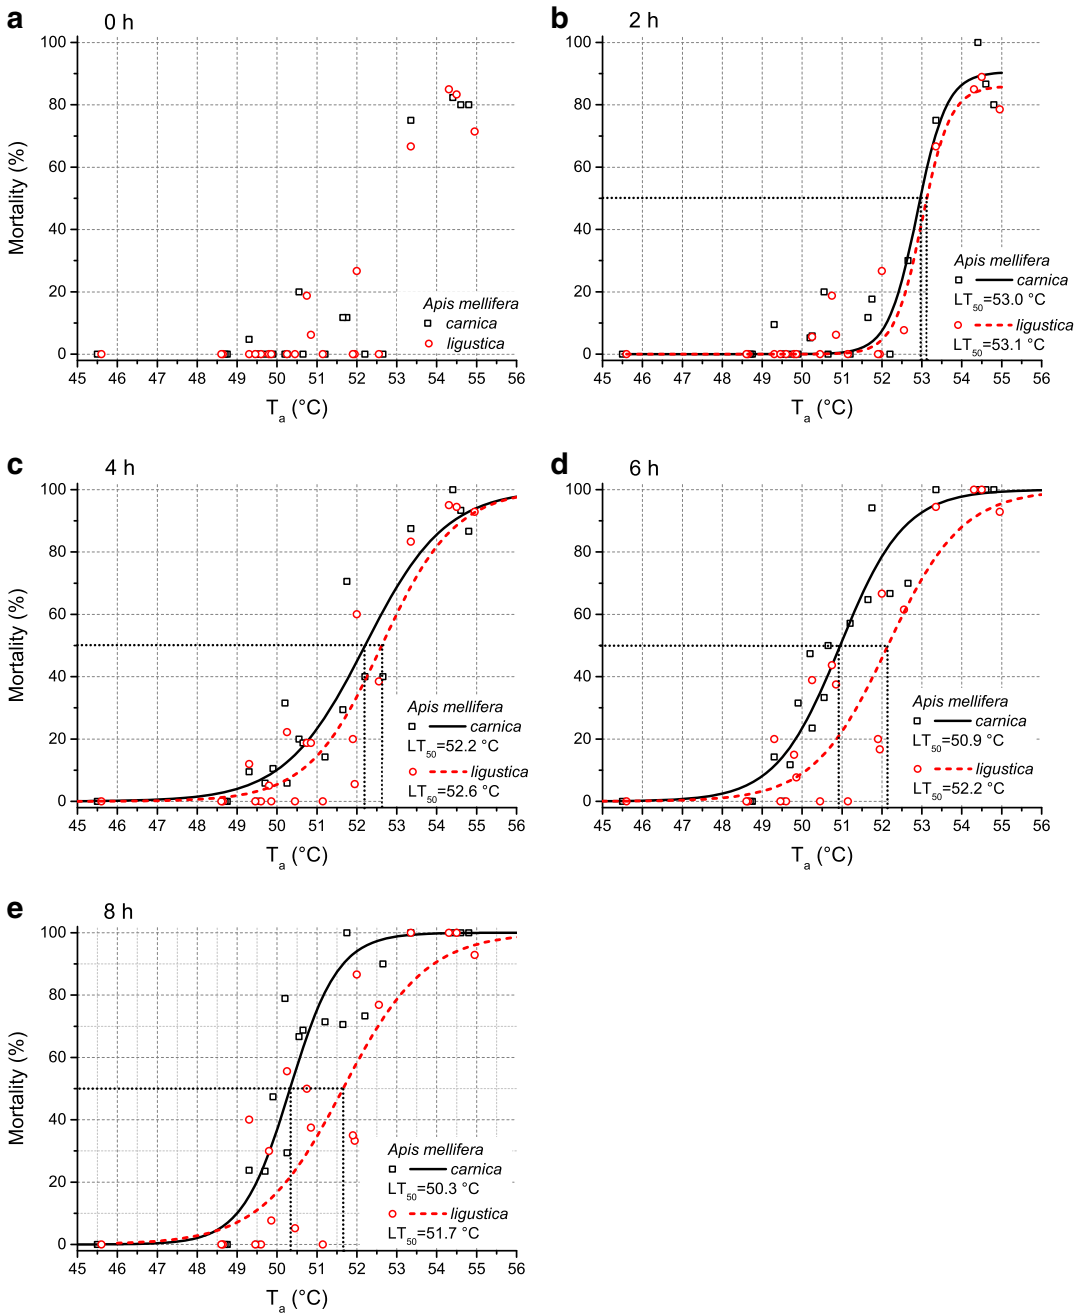 a
0 h
100
80
60
40
20
0
Mortality (%)
Apis mellifera
carnica
ligustica
45 46 47 48 49 50 51 52 53 54 55 56
Ta (°C)
b
2 h
100
80
60
40
20
0
Apis mellifera
carnica
LT50=53.0 °C
ligustica
LT50=53.1 °C
45 46 47 48 49 50 51 52 53 54 55 56
Ta (°C)
c
4 h
100
80
60
40
20
0
Mortality (%)
Apis mellifera
carnica
LT50=52.2 °C
ligustica
LT50=52.6 °C
45 46 47 48 49 50 51 52 53 54 55 56
Ta (°C)
d
6 h
100
80
60
40
20
0
Apis mellifera
carnica
LT50=50.9 °C
ligustica
LT50=52.2 °C
45 46 47 48 49 50 51 52 53 54 55 56
Ta (°C)
e
8 h
100
80
60
40
20
0
Mortality (%)
Apis mellifera
carnica
LT50=50.3 °C
ligustica
LT50=51.7 °C
45 46 47 48 49 50 51 52 53 54 55 56
Ta (°C)